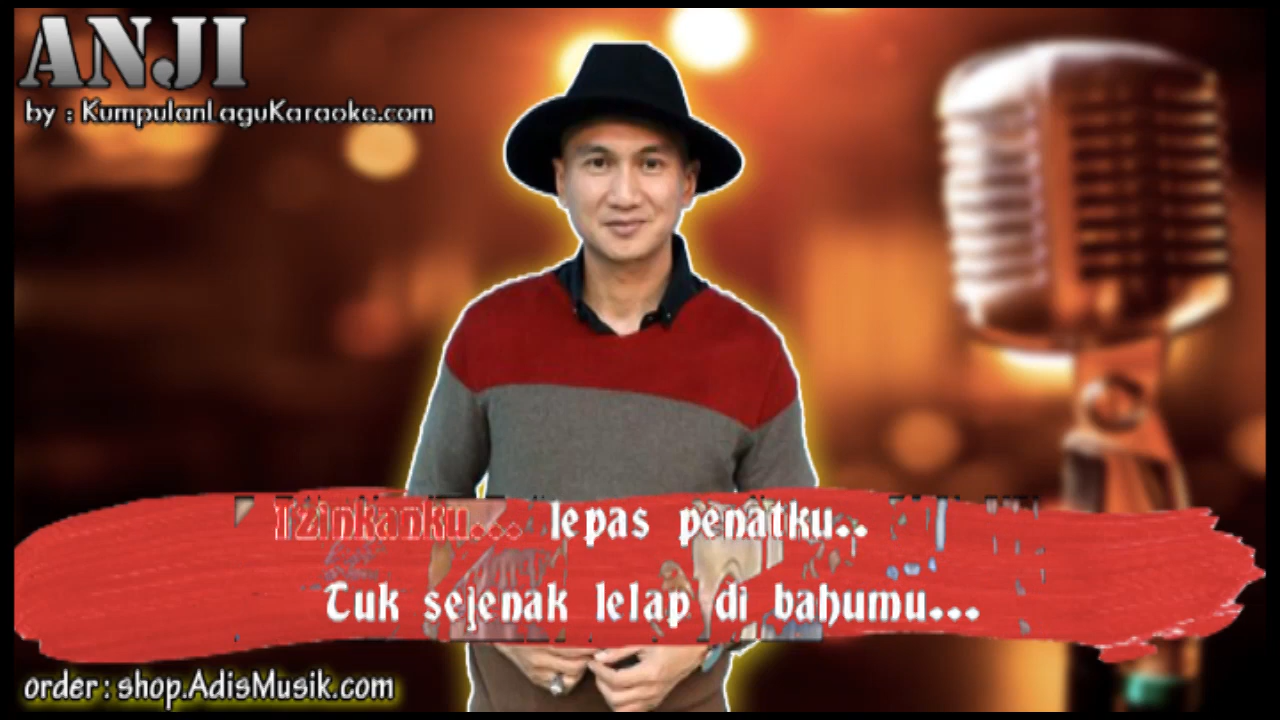 ANJI
by : KumpulanLaguKaraoke.com
Izinkanku... lepas penatku..
Tuk sejenak lelap di bahumu...
order : shop.AdisMusik.com